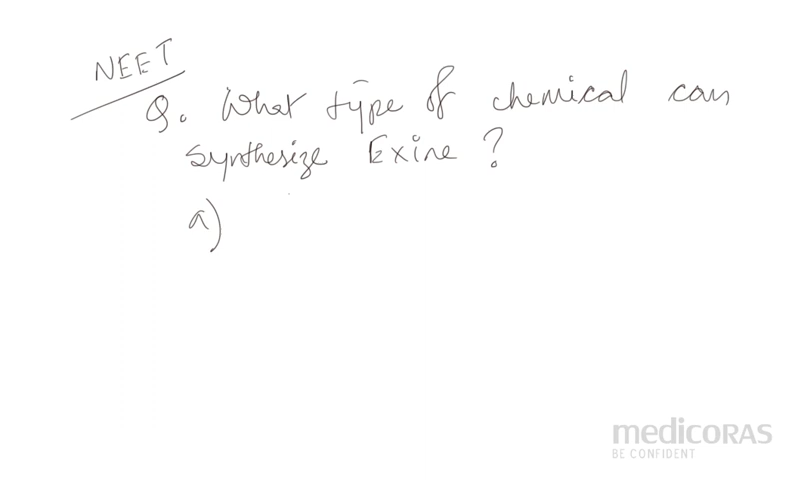 NEET
Q. What type of chemical can
synthesize Exine ?
a)
medicoras
BE CONFIDENT